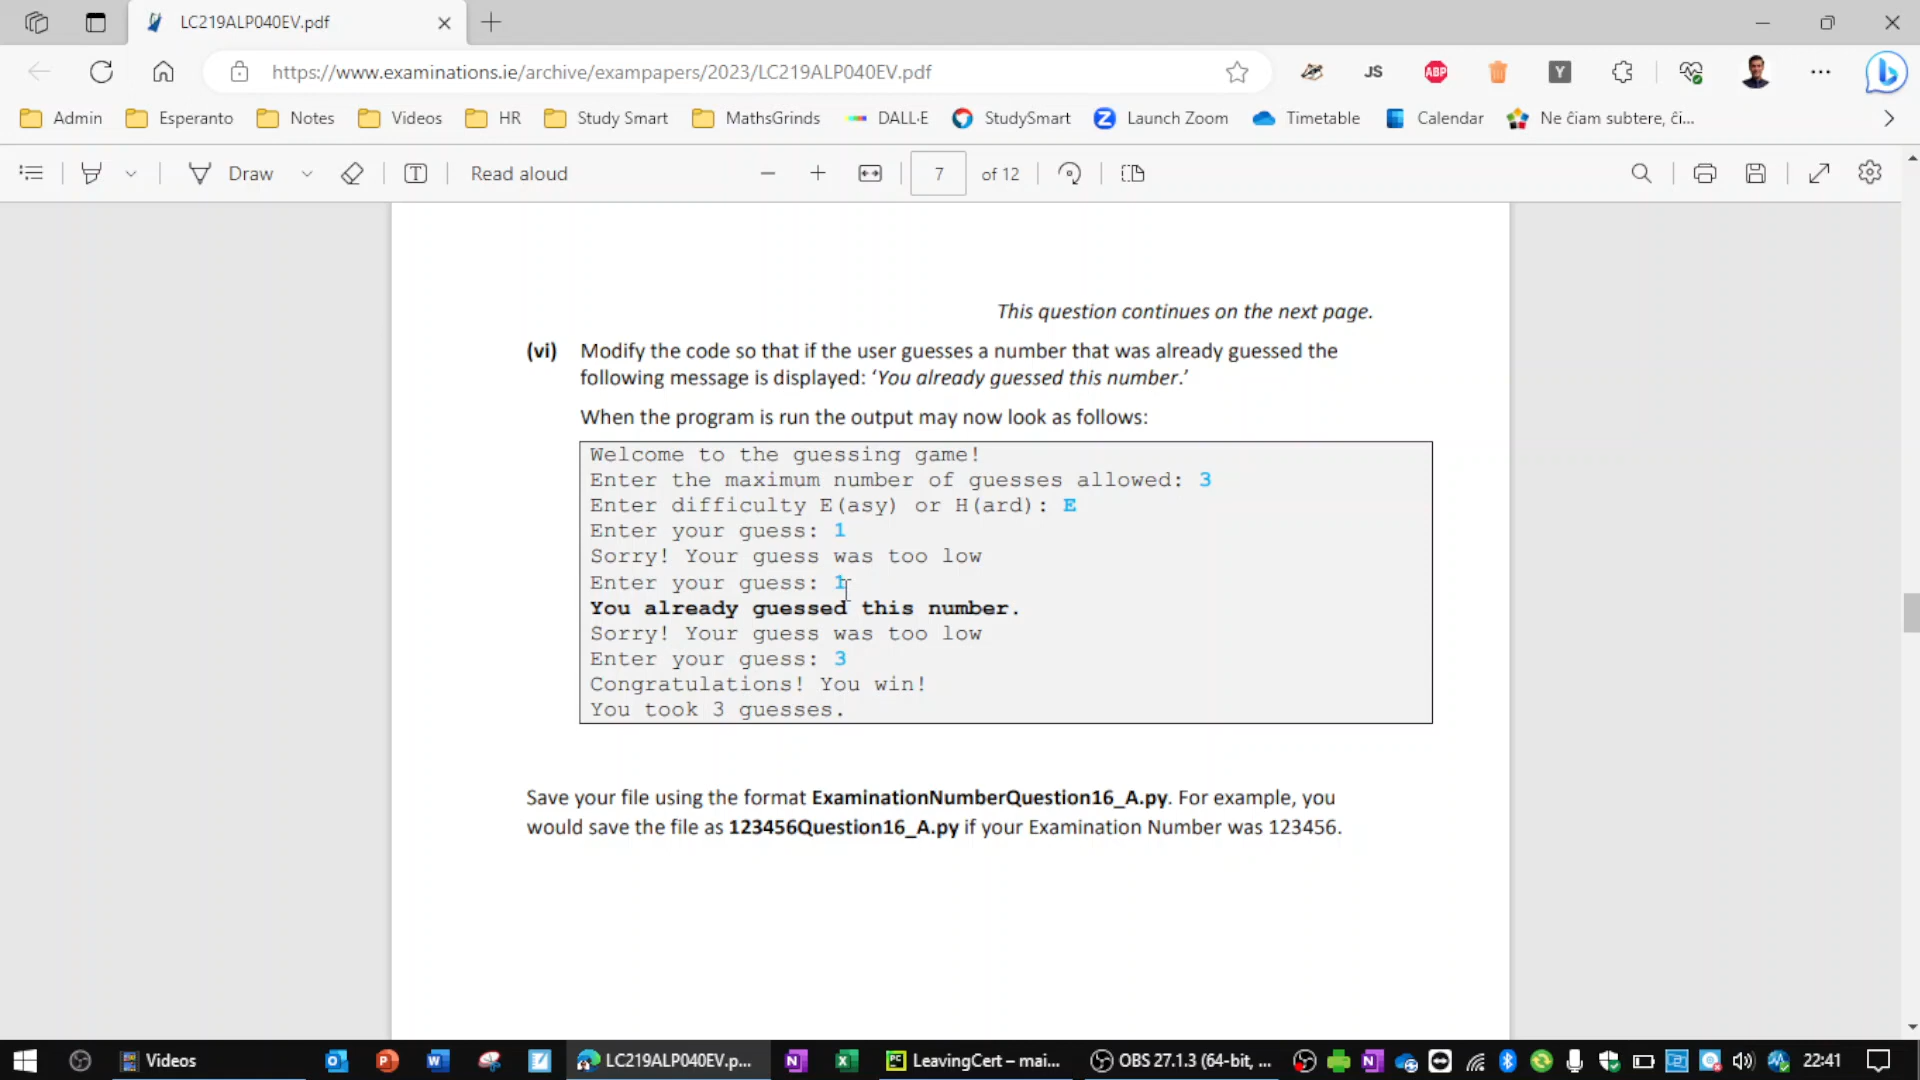 LC219ALP040EV.pdf
https://www.examinations.ie/archive/exampapers/2023/LC219ALP040EV.pdf
JS
ABP
Y
Admin
Esperanto
Notes
Videos
HR
Study Smart
MathsGrinds
DALL·E
StudySmart
Launch Zoom
Timetable
Calendar
Ne ĉiam subtere, ĉi...
Draw
Read aloud
7
of 12
This question continues on the next page.
(vi) Modify the code so that if the user guesses a number that was already guessed the
following message is displayed: ‘You already guessed this number.’
When the program is run the output may now look as follows:
Welcome to the guessing game!
Enter the maximum number of guesses allowed: 3
Enter difficulty E(asy) or H(ard): E
Enter your guess: 1
Sorry! Your guess was too low
Enter your guess: 1
You already guessed this number.
Sorry! Your guess was too low
Enter your guess: 3
Congratulations! You win!
You took 3 guesses.
Save your file using the format ExaminationNumberQuestion16_A.py. For example, you
would save the file as 123456Question16_A.py if your Examination Number was 123456.
Videos
LC219ALP040EV.p...
LeavingCert – mai...
OBS 27.1.3 (64-bit, ...
22:41